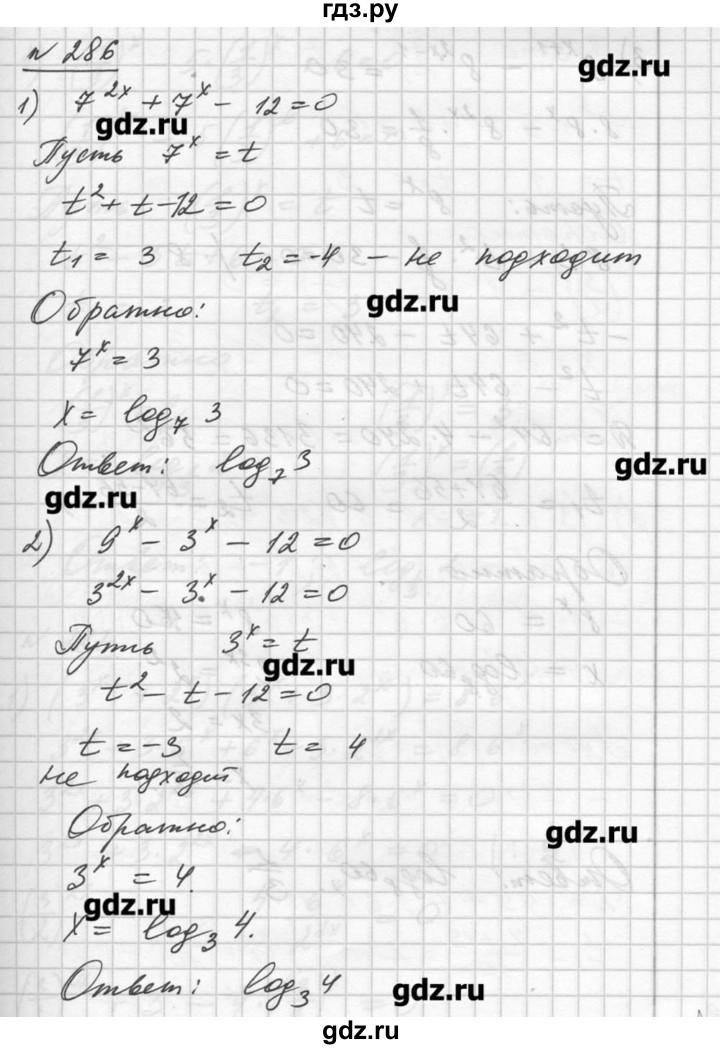 гдз.ру
N 286
gdz.ru
1) 7^{2x} + 7^x - 12 = 0
gdz.ru
Пусть 7^x = t
t^2 + t - 12 = 0
t_1 = 3 t_2 = -4 - не подходит
gdz.ru
Обратно:
7^x = 3
x = log_7 3
Ответ: log_7 3
gdz.ru
gdz.ru
2) 9^x - 3^x - 12 = 0
3^{2x} - 3^x - 12 = 0
Путь 3^x = t
gdz.ru
t^2 - t - 12 = 0
t = -3 t = 4
не подходит
Обратно:
gdz.ru
3^x = 4.
gdz.ru
x = log_3 4.
Ответ: log_3 4
gdz.ru
gdz.ru